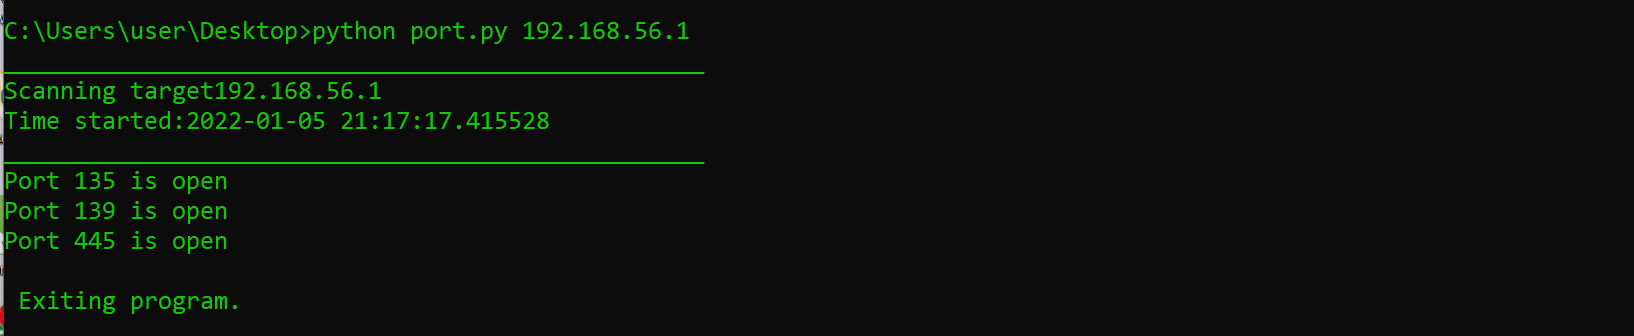 C:\Users\user\Desktop>python port.py 192.168.56.1
__________________________________________________
Scanning target192.168.56.1
Time started:2022-01-05 21:17:17.415528
__________________________________________________
Port 135 is open
Port 139 is open
Port 445 is open
Exiting program.